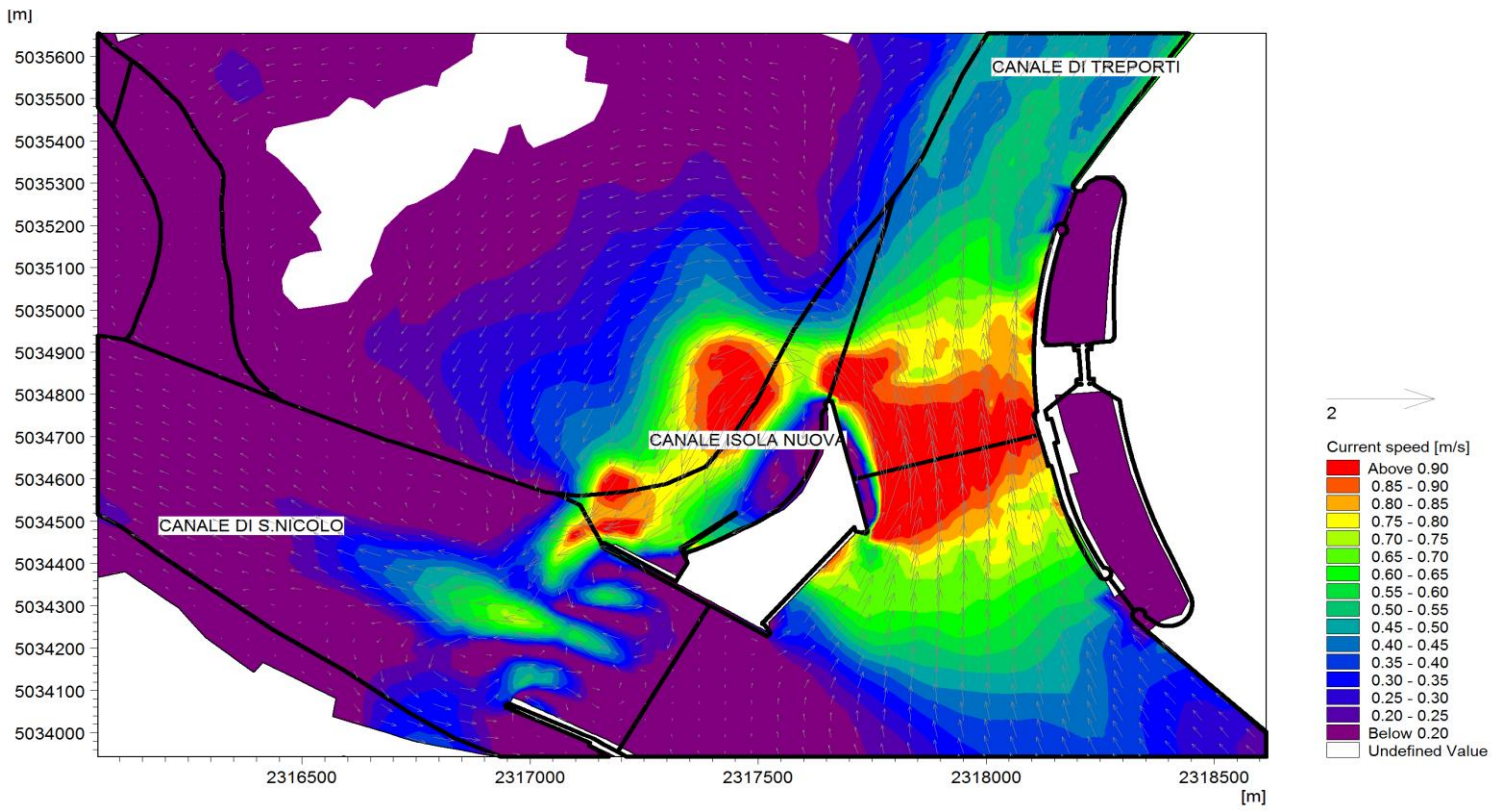 [m]
5035600
CANALE DI TREPORTI
5035500
5035400
5035300
5035200
5035100
5035000
5034900
5034800
5034700
CANALE ISOLA NUOVA
5034600
5034500
CANALE DI S.NICOLO
5034400
5034300
5034200
5034100
5034000
2316500
2317000
2317500
2318000
2318500
[m]
2
Current speed [m/s]
Above 0.90
0.85 - 0.90
0.80 - 0.85
0.75 - 0.80
0.70 - 0.75
0.65 - 0.70
0.60 - 0.65
0.55 - 0.60
0.50 - 0.55
0.45 - 0.50
0.40 - 0.45
0.35 - 0.40
0.30 - 0.35
0.25 - 0.30
0.20 - 0.25
Below 0.20
Undefined Value